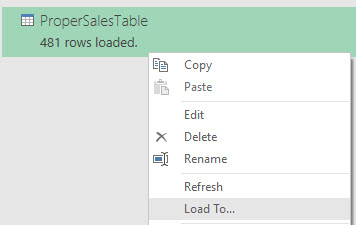 ProperSalesTable
481 rows loaded.
Copy
Paste
Edit
Delete
Rename
Refresh
Load To...